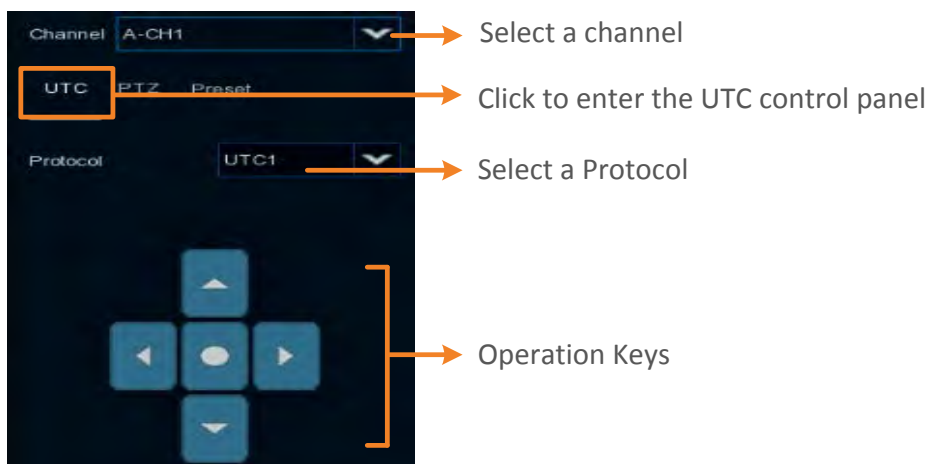 Channel A-CH1 Select a channel
UTC PTZ Preset Click to enter the UTC control panel
Protocol UTC1 Select a Protocol
Operation Keys